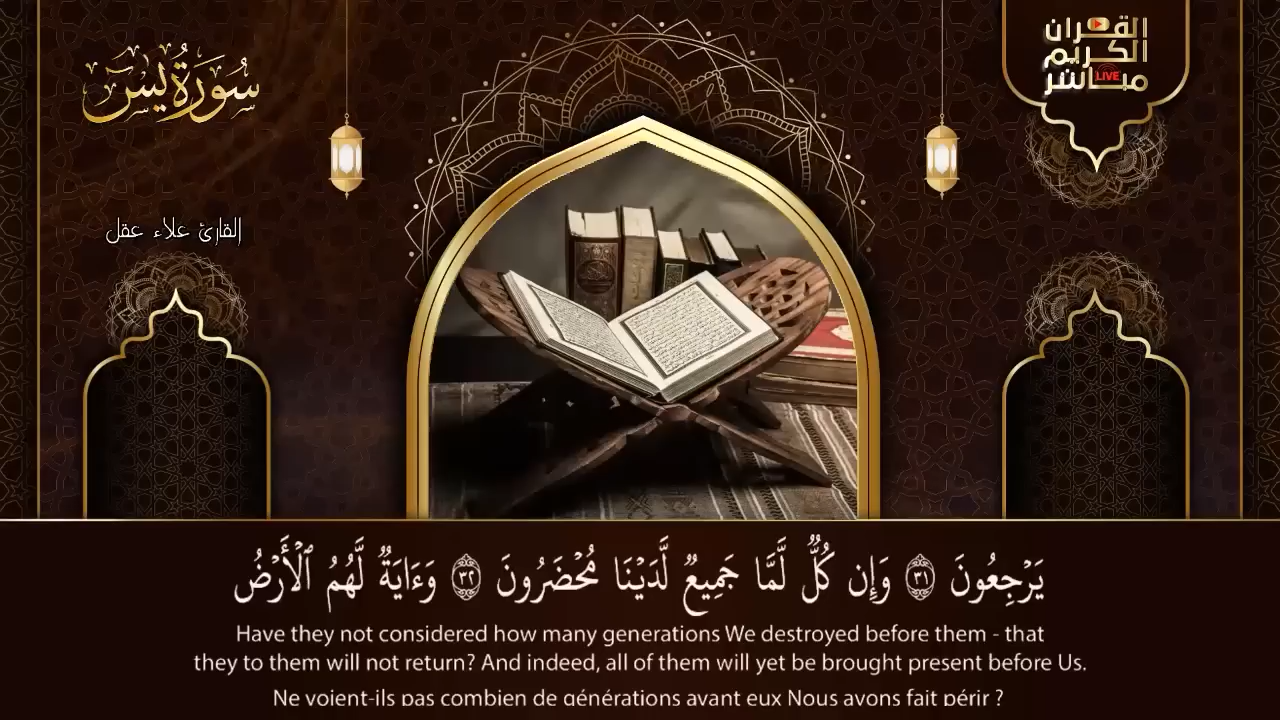 سُورَةُ يسٓ
القران
الكريم
LIVE
مباشر
القارئ علاء عقل
يَرۡجِعُونَ ٣١ وَإِن كُلّٞ لَّمَّا جَمِيعٞ لَّدَيۡنَا مُحۡضَرُونَ ٣٢ وَءَايَةٞ لَّهُمُ ٱلۡأَرۡضُ
Have they not considered how many generations We destroyed before them - that
they to them will not return? And indeed, all of them will yet be brought present before Us.
Ne voient-ils pas combien de générations avant eux Nous avons fait périr ?